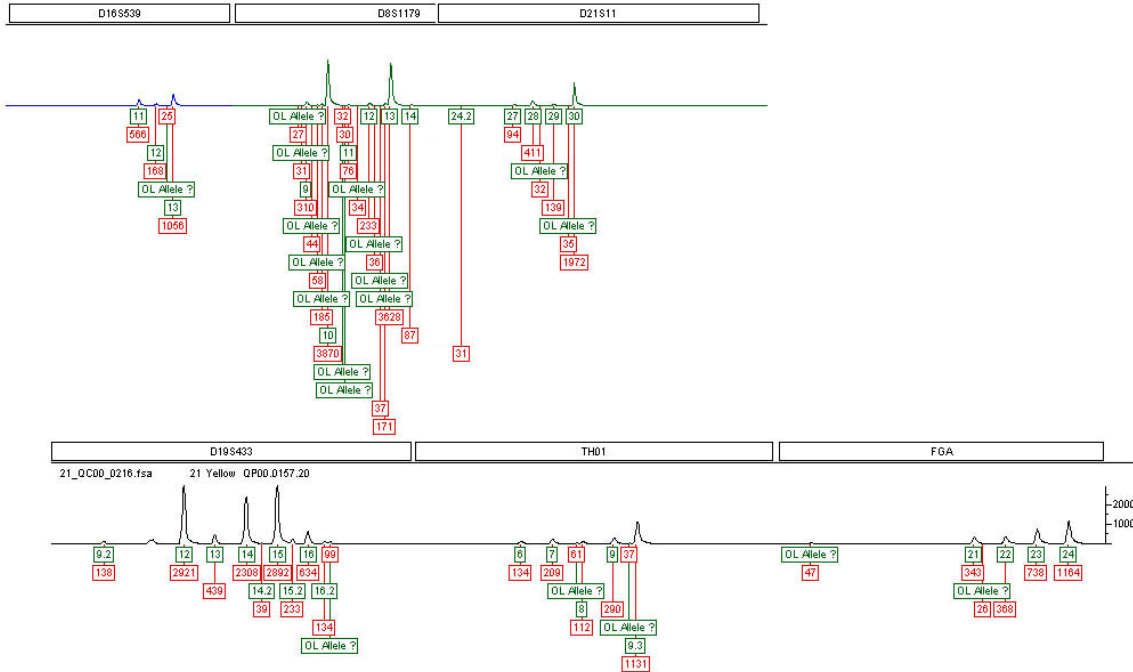 D16S539 D8S1179 D21S11
11 25 OL Allele ? 32 12 13 14 24.2 27 28 29 30
566 27 30 94
12 OL Allele ? 11
168 31 76 411
OL Allele ? 9 OL Allele ?
1056 310 34 32
13 OL Allele ? 233 139
44 OL Allele ? OL Allele ?
OL Allele ? 36 35
58 OL Allele ? 1972
OL Allele ? OL Allele ?
185 3628
10 87
3870 31
OL Allele ?
OL Allele ?
37
171
D19S433 TH01 FGA
21_QC00_0216.fsa 21 Yellow QP00.0157.20
2000
1000
9.2 12 13 14 15 16 99 6 7 61 9 37 OL Allele ? 21 22 23 24
138 2921 2308 2892 634 134 209 47 343 738 1164
439 14.2 15.2 16.2 OL Allele ? 290 OL Allele ? OL Allele ?
39 233 8 26 368
134 112 OL Allele ?
OL Allele ? 9.3
1131